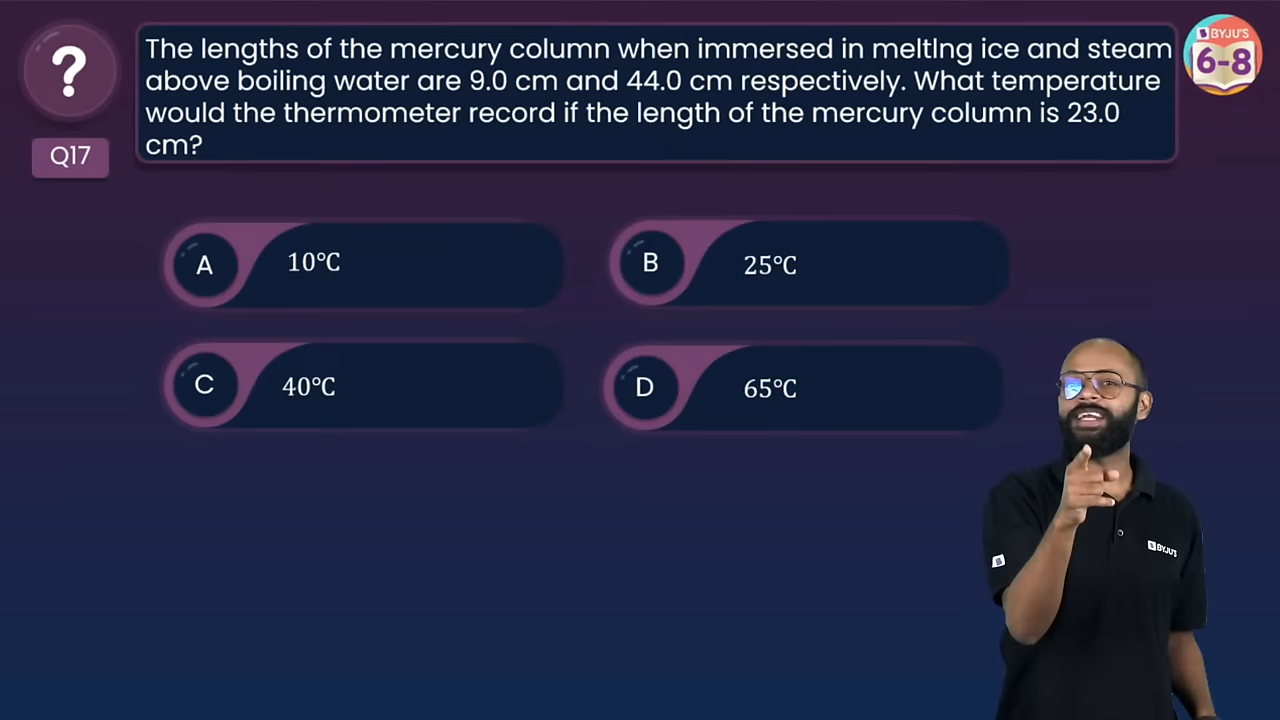 ?
The lengths of the mercury column when immersed in meltlng ice and steam
above boiling water are 9.0 cm and 44.0 cm respectively. What temperature
would the thermometer record if the length of the mercury column is 23.0
cm?
BYJU'S
6-8
Q17
A 10°C
B 25°C
C 40°C
D 65°C
BYJU'S